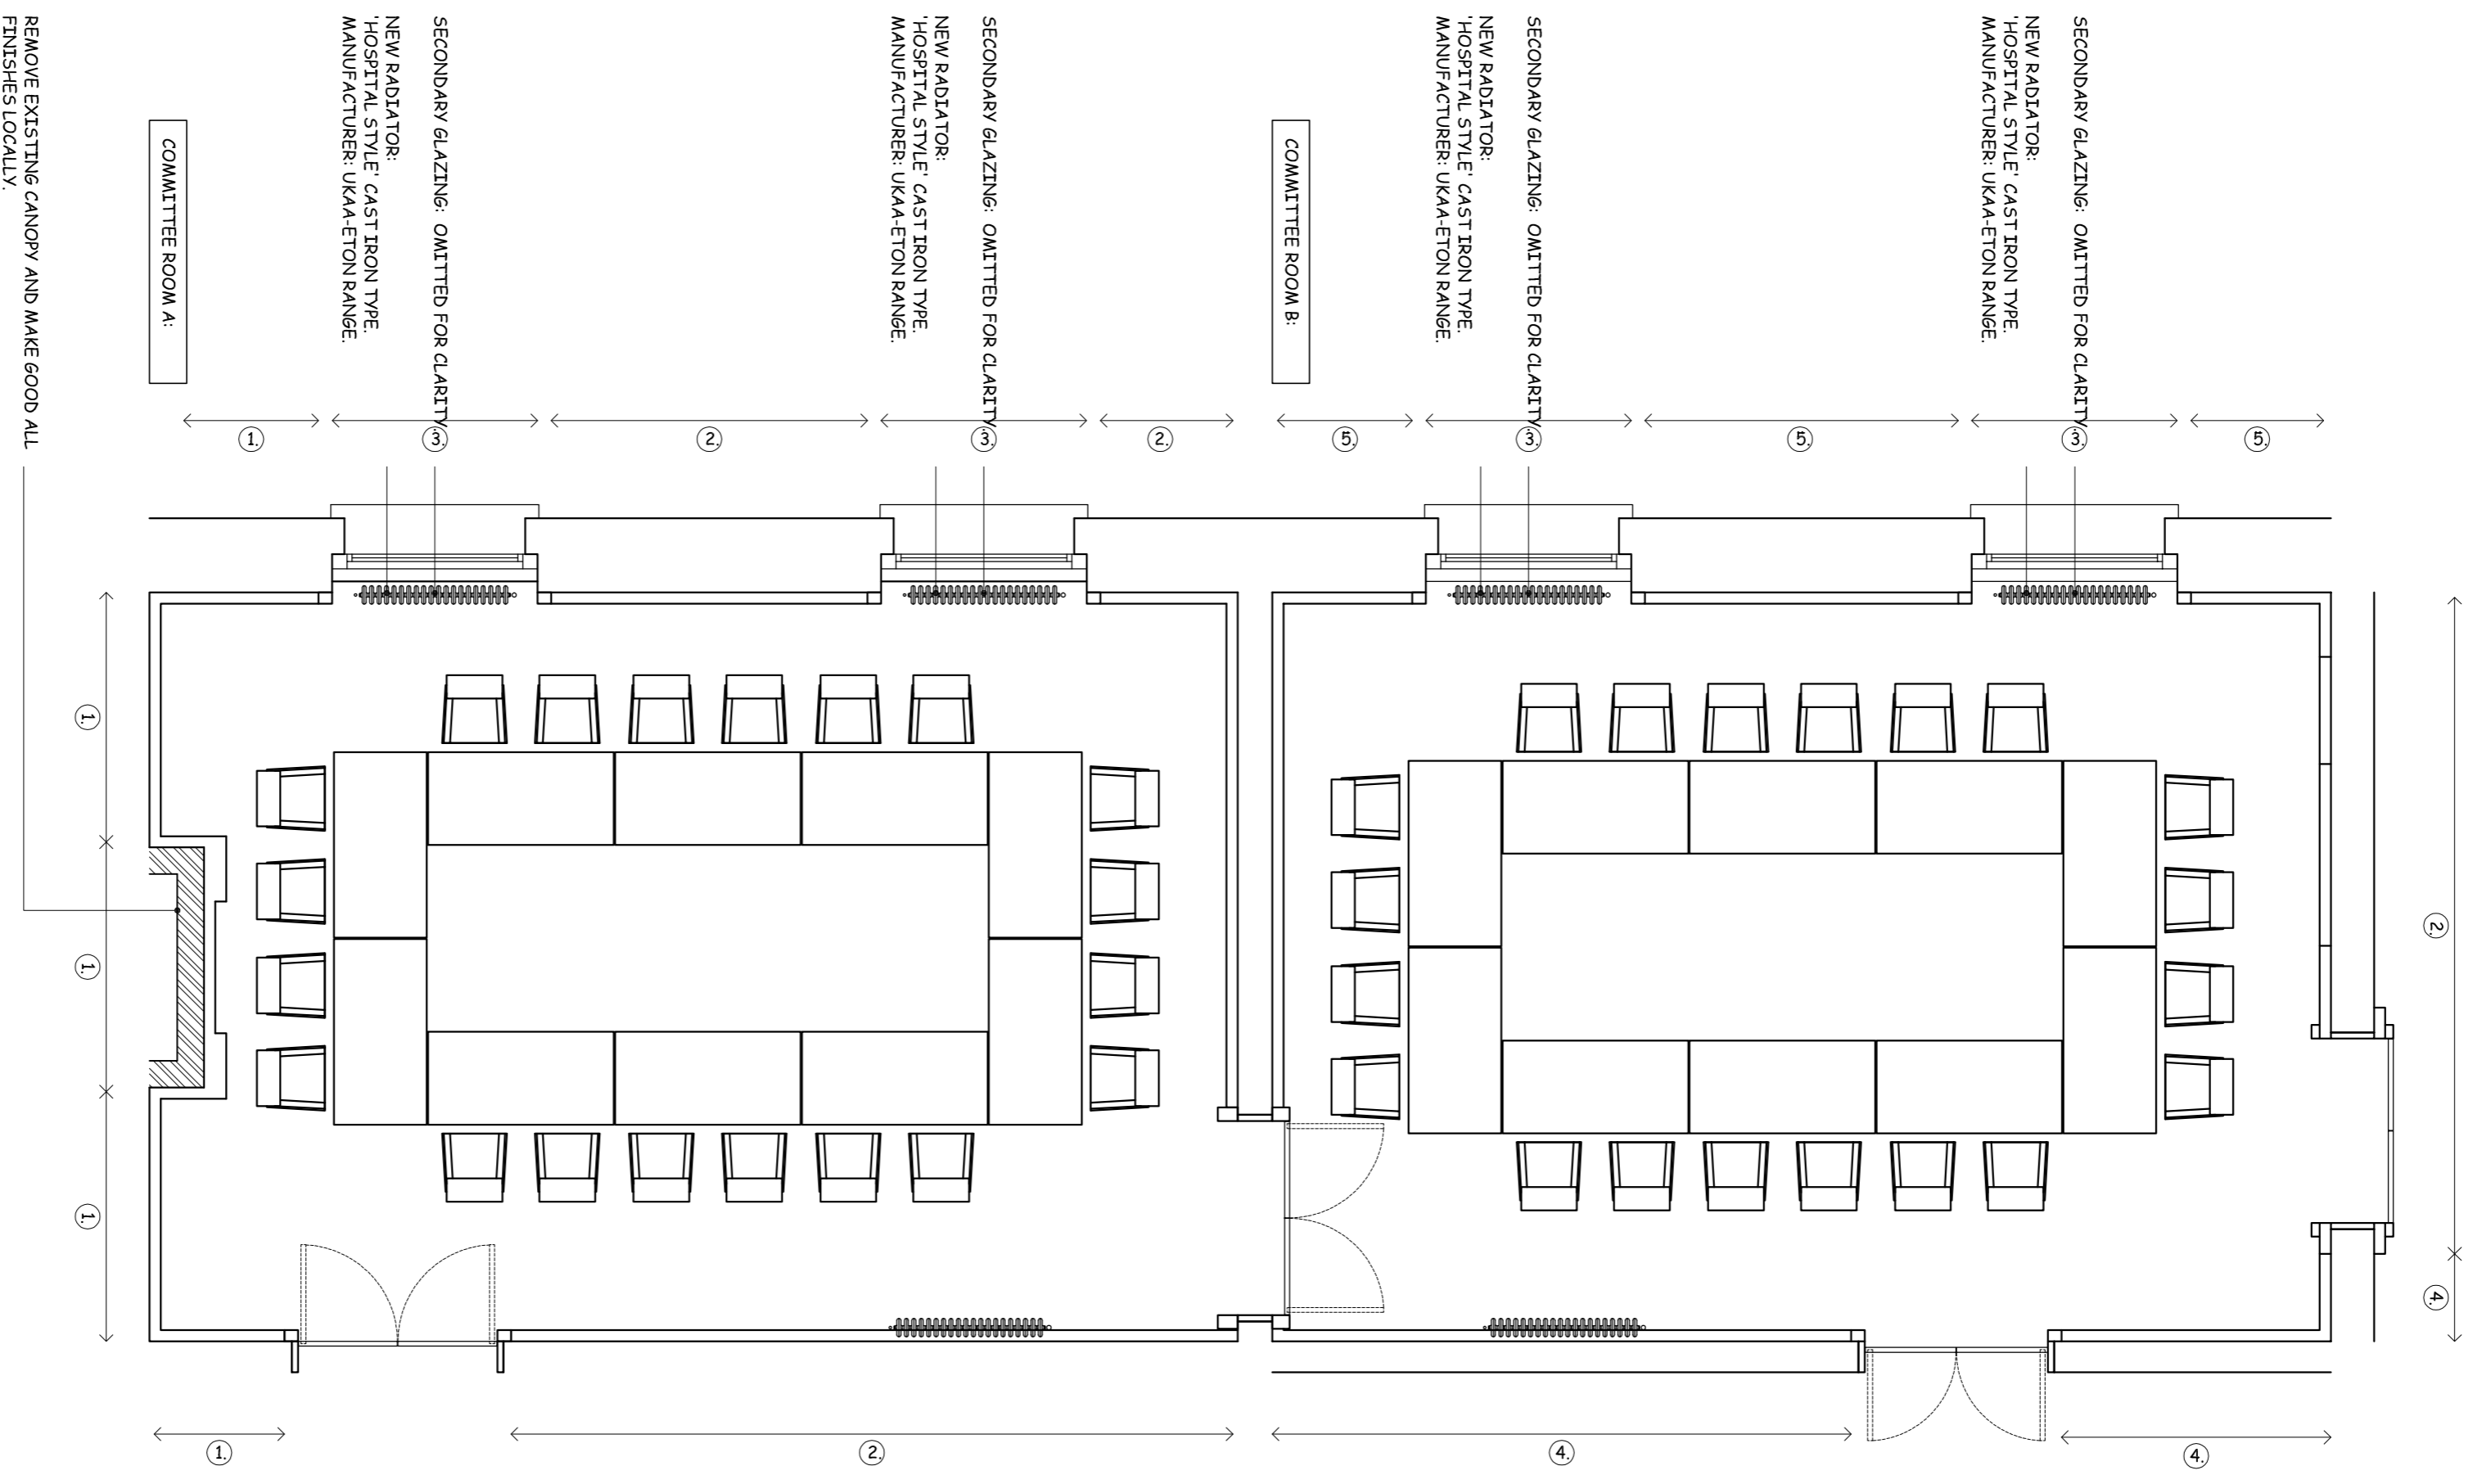 2.
4.
5.
4.
SECONDARY GLAZING: OMITTED FOR CLARITY.
3.
NEW RADIATOR:
'HOSPITAL STYLE' CAST IRON TYPE.
MANUFACTURER: UKAA-ETON RANGE.
5.
4.
SECONDARY GLAZING: OMITTED FOR CLARITY.
3.
NEW RADIATOR:
'HOSPITAL STYLE' CAST IRON TYPE.
MANUFACTURER: UKAA-ETON RANGE.
5.
COMMITTEE ROOM B:
2.
SECONDARY GLAZING: OMITTED FOR CLARITY.
3.
NEW RADIATOR:
'HOSPITAL STYLE' CAST IRON TYPE.
MANUFACTURER: UKAA-ETON RANGE.
2.
2.
SECONDARY GLAZING: OMITTED FOR CLARITY.
3.
NEW RADIATOR:
'HOSPITAL STYLE' CAST IRON TYPE.
MANUFACTURER: UKAA-ETON RANGE.
1.
1.
COMMITTEE ROOM A:
1.
1.
1.
REMOVE EXISTING CANOPY AND MAKE GOOD ALL
FINISHES LOCALLY.